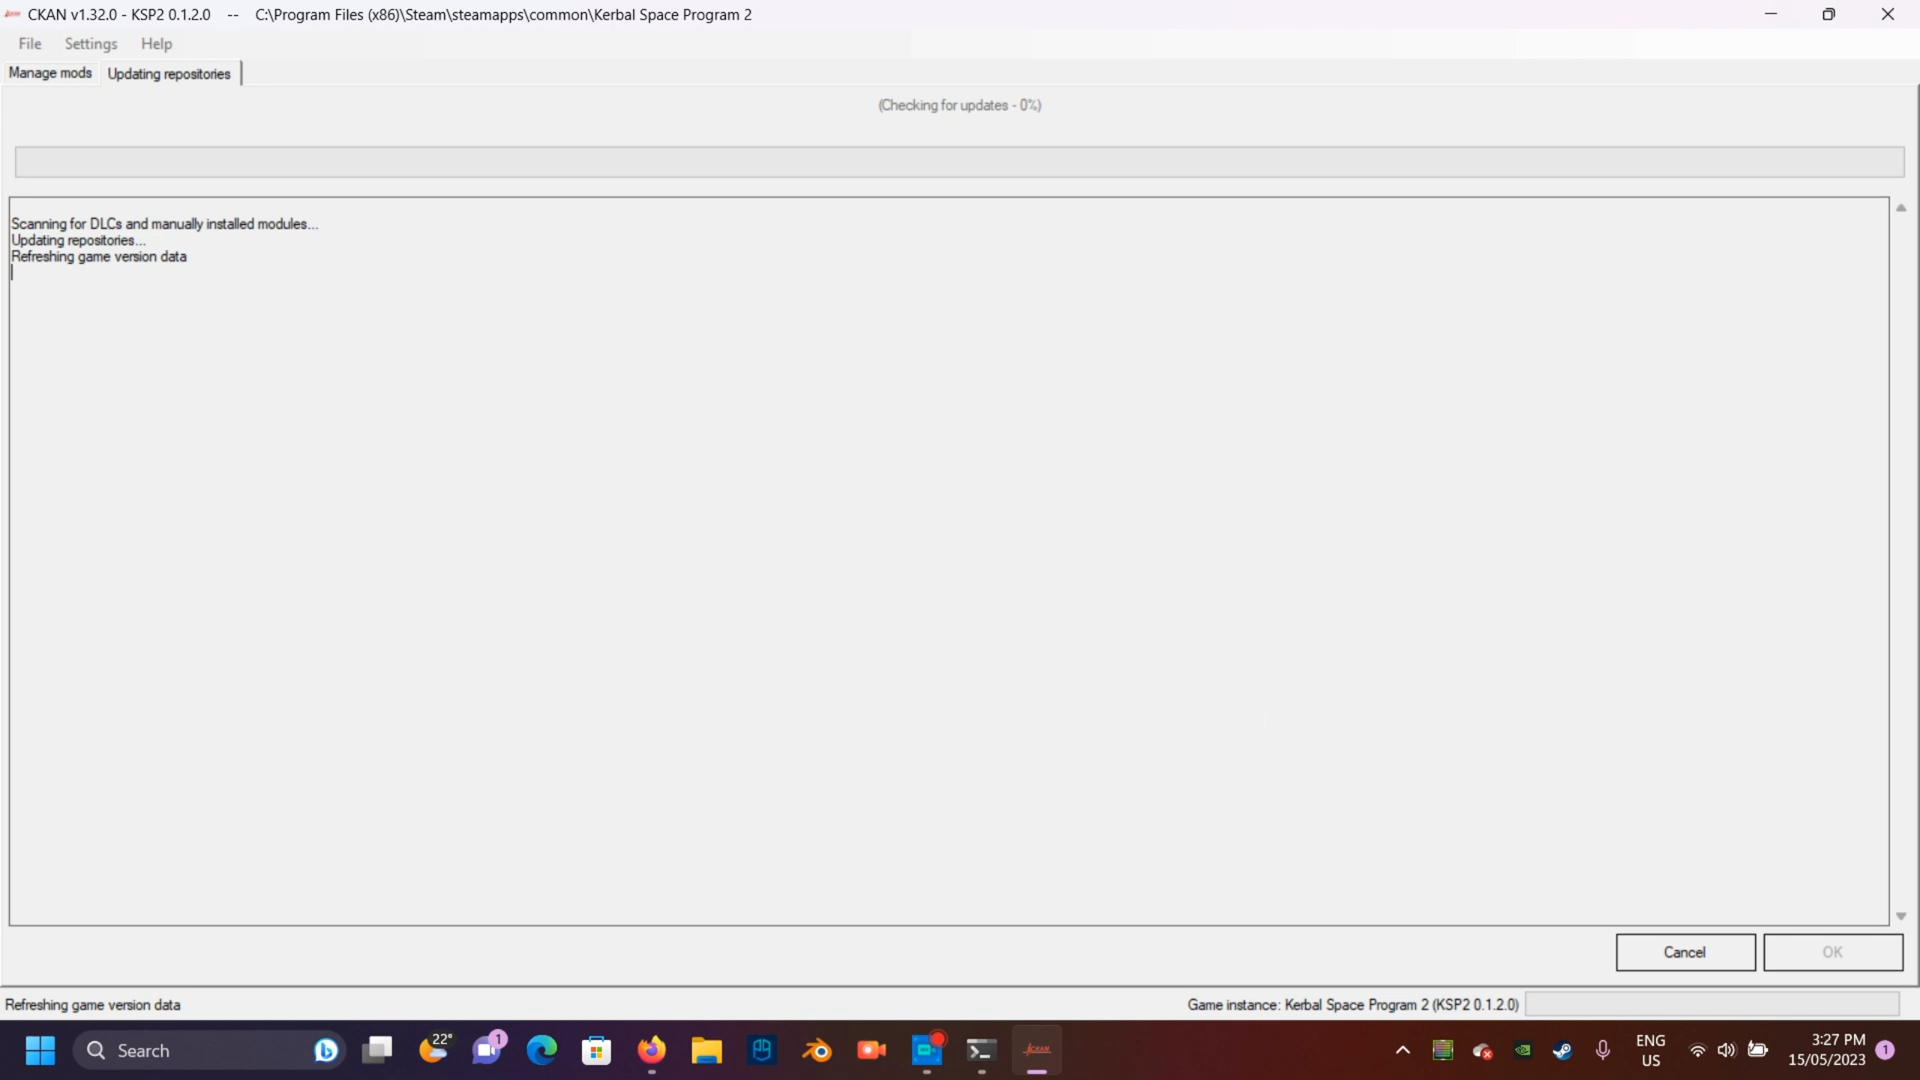 CKAN v1.32.0 - KSP2 0.1.2.0 -- C:\Program Files (x86)\Steam\steamapps\common\Kerbal Space Program 2
File Settings Help
Manage mods Updating repositories
(Checking for updates - 0%)
Scanning for DLCs and manually installed modules...
Updating repositories...
Refreshing game version data
Cancel OK
Refreshing game version data Game instance: Kerbal Space Program 2 (KSP2 0.1.2.0)
Search 22° 1 CKAN ENG 3:27 PM 1
US 15/05/2023